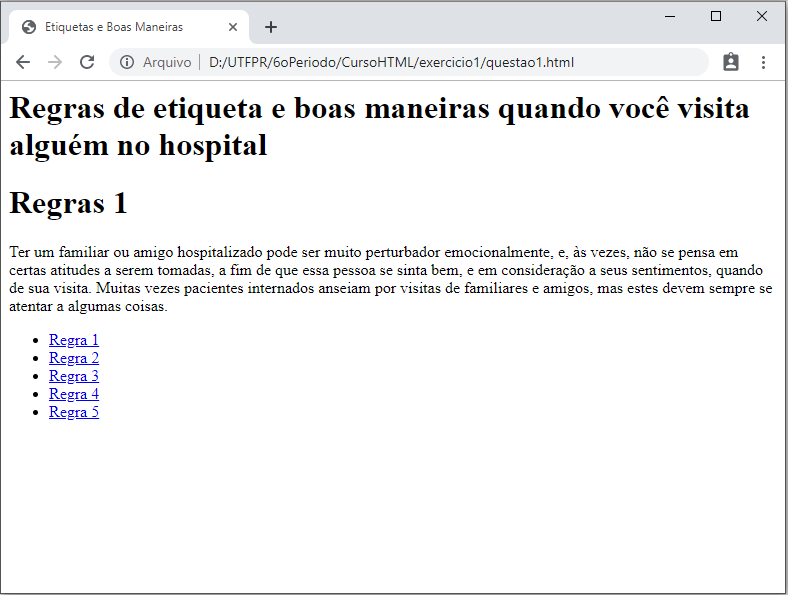 Etiquetas e Boas Maneiras
Arquivo D:/UTFPR/6oPeriodo/CursoHTML/exercicio1/questao1.html
Regras de etiqueta e boas maneiras quando você visita
alguém no hospital
Regras 1
Ter um familiar ou amigo hospitalizado pode ser muito perturbador emocionalmente, e, às vezes, não se pensa em
certas atitudes a serem tomadas, a fim de que essa pessoa se sinta bem, e em consideração a seus sentimentos, quando
de sua visita. Muitas vezes pacientes internados anseiam por visitas de familiares e amigos, mas estes devem sempre se
atentar a algumas coisas.
Regra 1
Regra 2
Regra 3
Regra 4
Regra 5